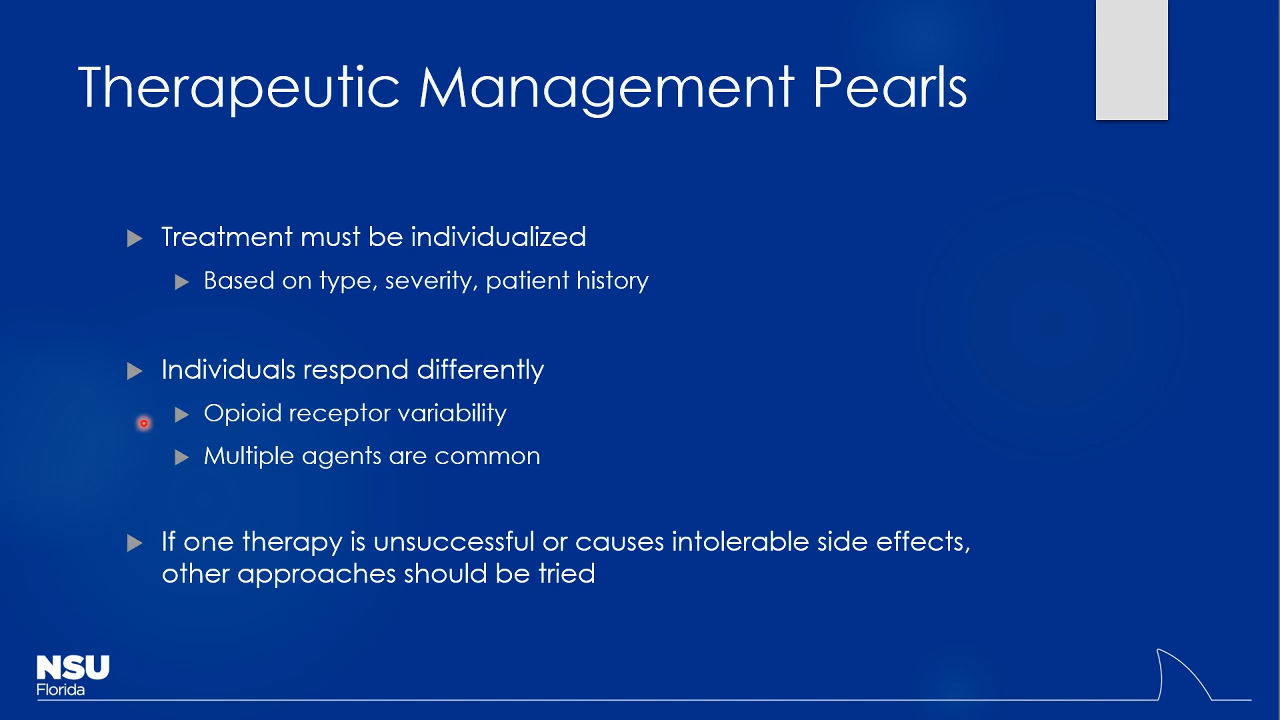 Therapeutic Management Pearls
Treatment must be individualized
Based on type, severity, patient history
Individuals respond differently
Opioid receptor variability
Multiple agents are common
If one therapy is unsuccessful or causes intolerable side effects,
other approaches should be tried
NSU
Florida